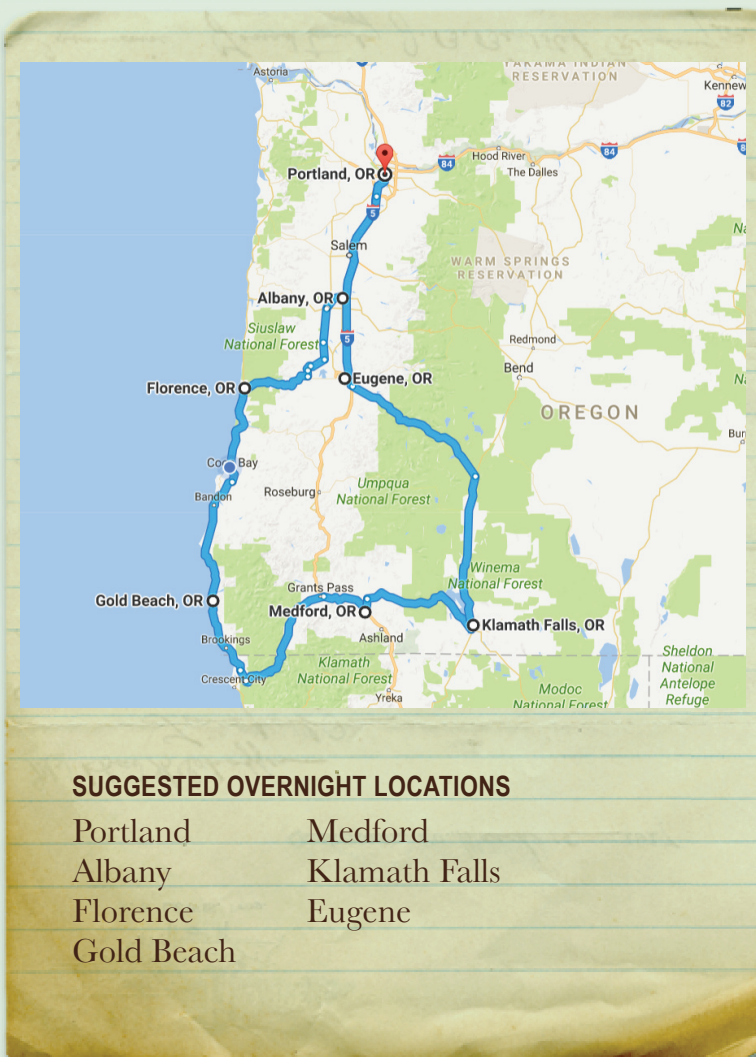 YAKAMA INDIAN
RESERVATION
Astoria
Kennew
82
84
Hood River
84
The Dalles
Portland, OR
5
Salem
WARM SPRINGS
RESERVATION
Albany, OR
Siuslaw
National Forest
5
Redmond
Bend
Florence, OR
Eugene, OR
OREGON
Bur
Coos Bay
Bandon
Roseburg
Umpqua
National Forest
Winema
National Forest
Grants Pass
Gold Beach, OR
Medford, OR
Klamath Falls, OR
Ashland
Brookings
Crescent City
Klamath
National Forest
Yreka
Modoc
National Forest
Sheldon
National
Antelope
Refuge
SUGGESTED OVERNIGHT LOCATIONS
Portland
Albany
Florence
Gold Beach
Medford
Klamath Falls
Eugene